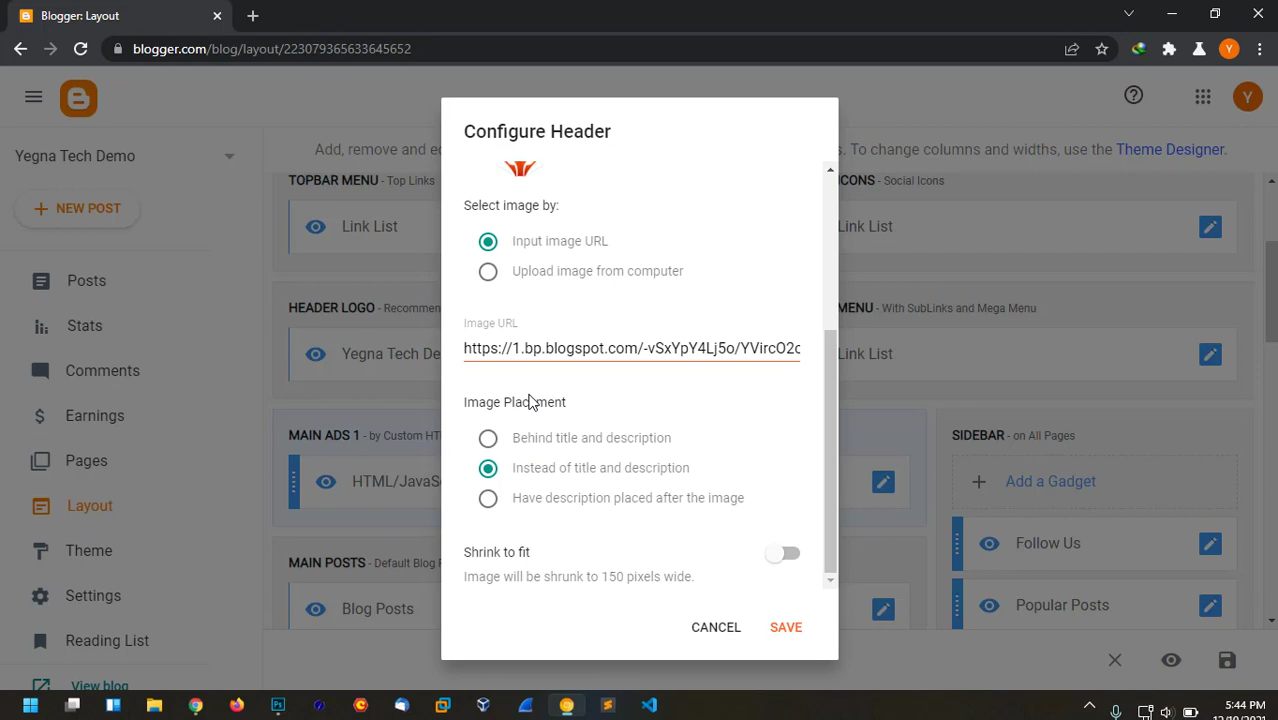 Blogger: Layout
blogger.com/blog/layout/223079365633645652
Yegna Tech Demo
NEW POST
Posts
Stats
Comments
Earnings
Pages
Layout
Theme
Settings
Reading List
View blog
Add, remove and
. To change columns and widths, use the Theme Designer.
TOPBAR MENU - Top Links
Link List
ICONS - Social Icons
Link List
HEADER LOGO - Recommen
Yegna Tech De
MENU - With SubLinks and Mega Menu
Link List
MAIN ADS 1 - by Custom HT
HTML/JavaS
MAIN POSTS - Default Blog
Blog Posts
SIDEBAR - on All Pages
Add a Gadget
Follow Us
Popular Posts
Configure Header
Select image by:
Input image URL
Upload image from computer
Image URL
https://1.bp.blogspot.com/-vSxYpY4Lj5o/YVircO2c
Image Placement
Behind title and description
Instead of title and description
Have description placed after the image
Shrink to fit
Image will be shrunk to 150 pixels wide.
CANCEL
SAVE
Y
Y
5:44 PM